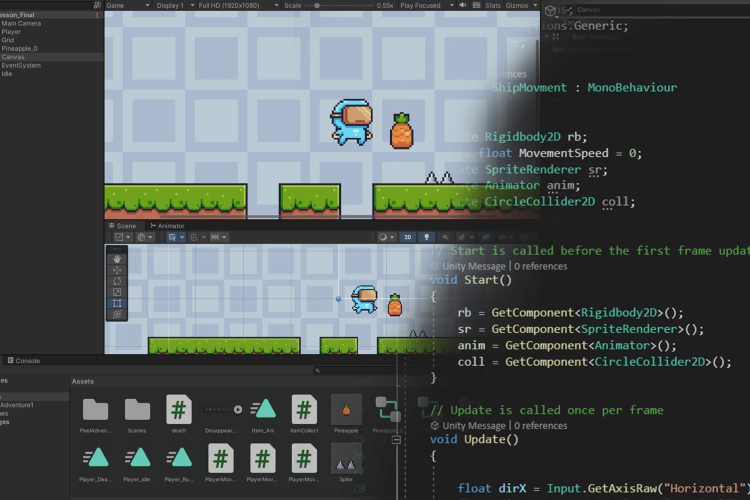 esson_Final
Main Camera
Player
Grid
Pineapple_0
Canvas
EventSystem
Idle
Game Display 1 Full HD (1920x1080) Scale 0.55x Play Focused Stats Gizmos
Canvas
ions.Generic;
erences
ShipMovment : MonoBehaviour
te Rigidbody2D rb;
float MovementSpeed = 0;
te SpriteRenderer sr;
te Animator anim;
te CircleCollider2D coll;
Scene Animator
2D
// Start is called before the first frame updat
Unity Message | 0 references
void Start()
{
rb = GetComponent<Rigidbody2D>();
sr = GetComponent<SpriteRenderer>();
anim = GetComponent<Animator>();
coll = GetComponent<CircleCollider2D>();
}
// Update is called once per frame
Unity Message | 0 references
void Update()
{
float dirX = Input.GetAxisRaw("Horizontal")
Console
Assets
Adventure1
PixelAdven... Scenes death Desappear... Item_Ani ItemCollect Pineapple
Player_Dea... Player_idle Player_Ru... PlayerMov... PlayerMov... PlayerMov... Spike